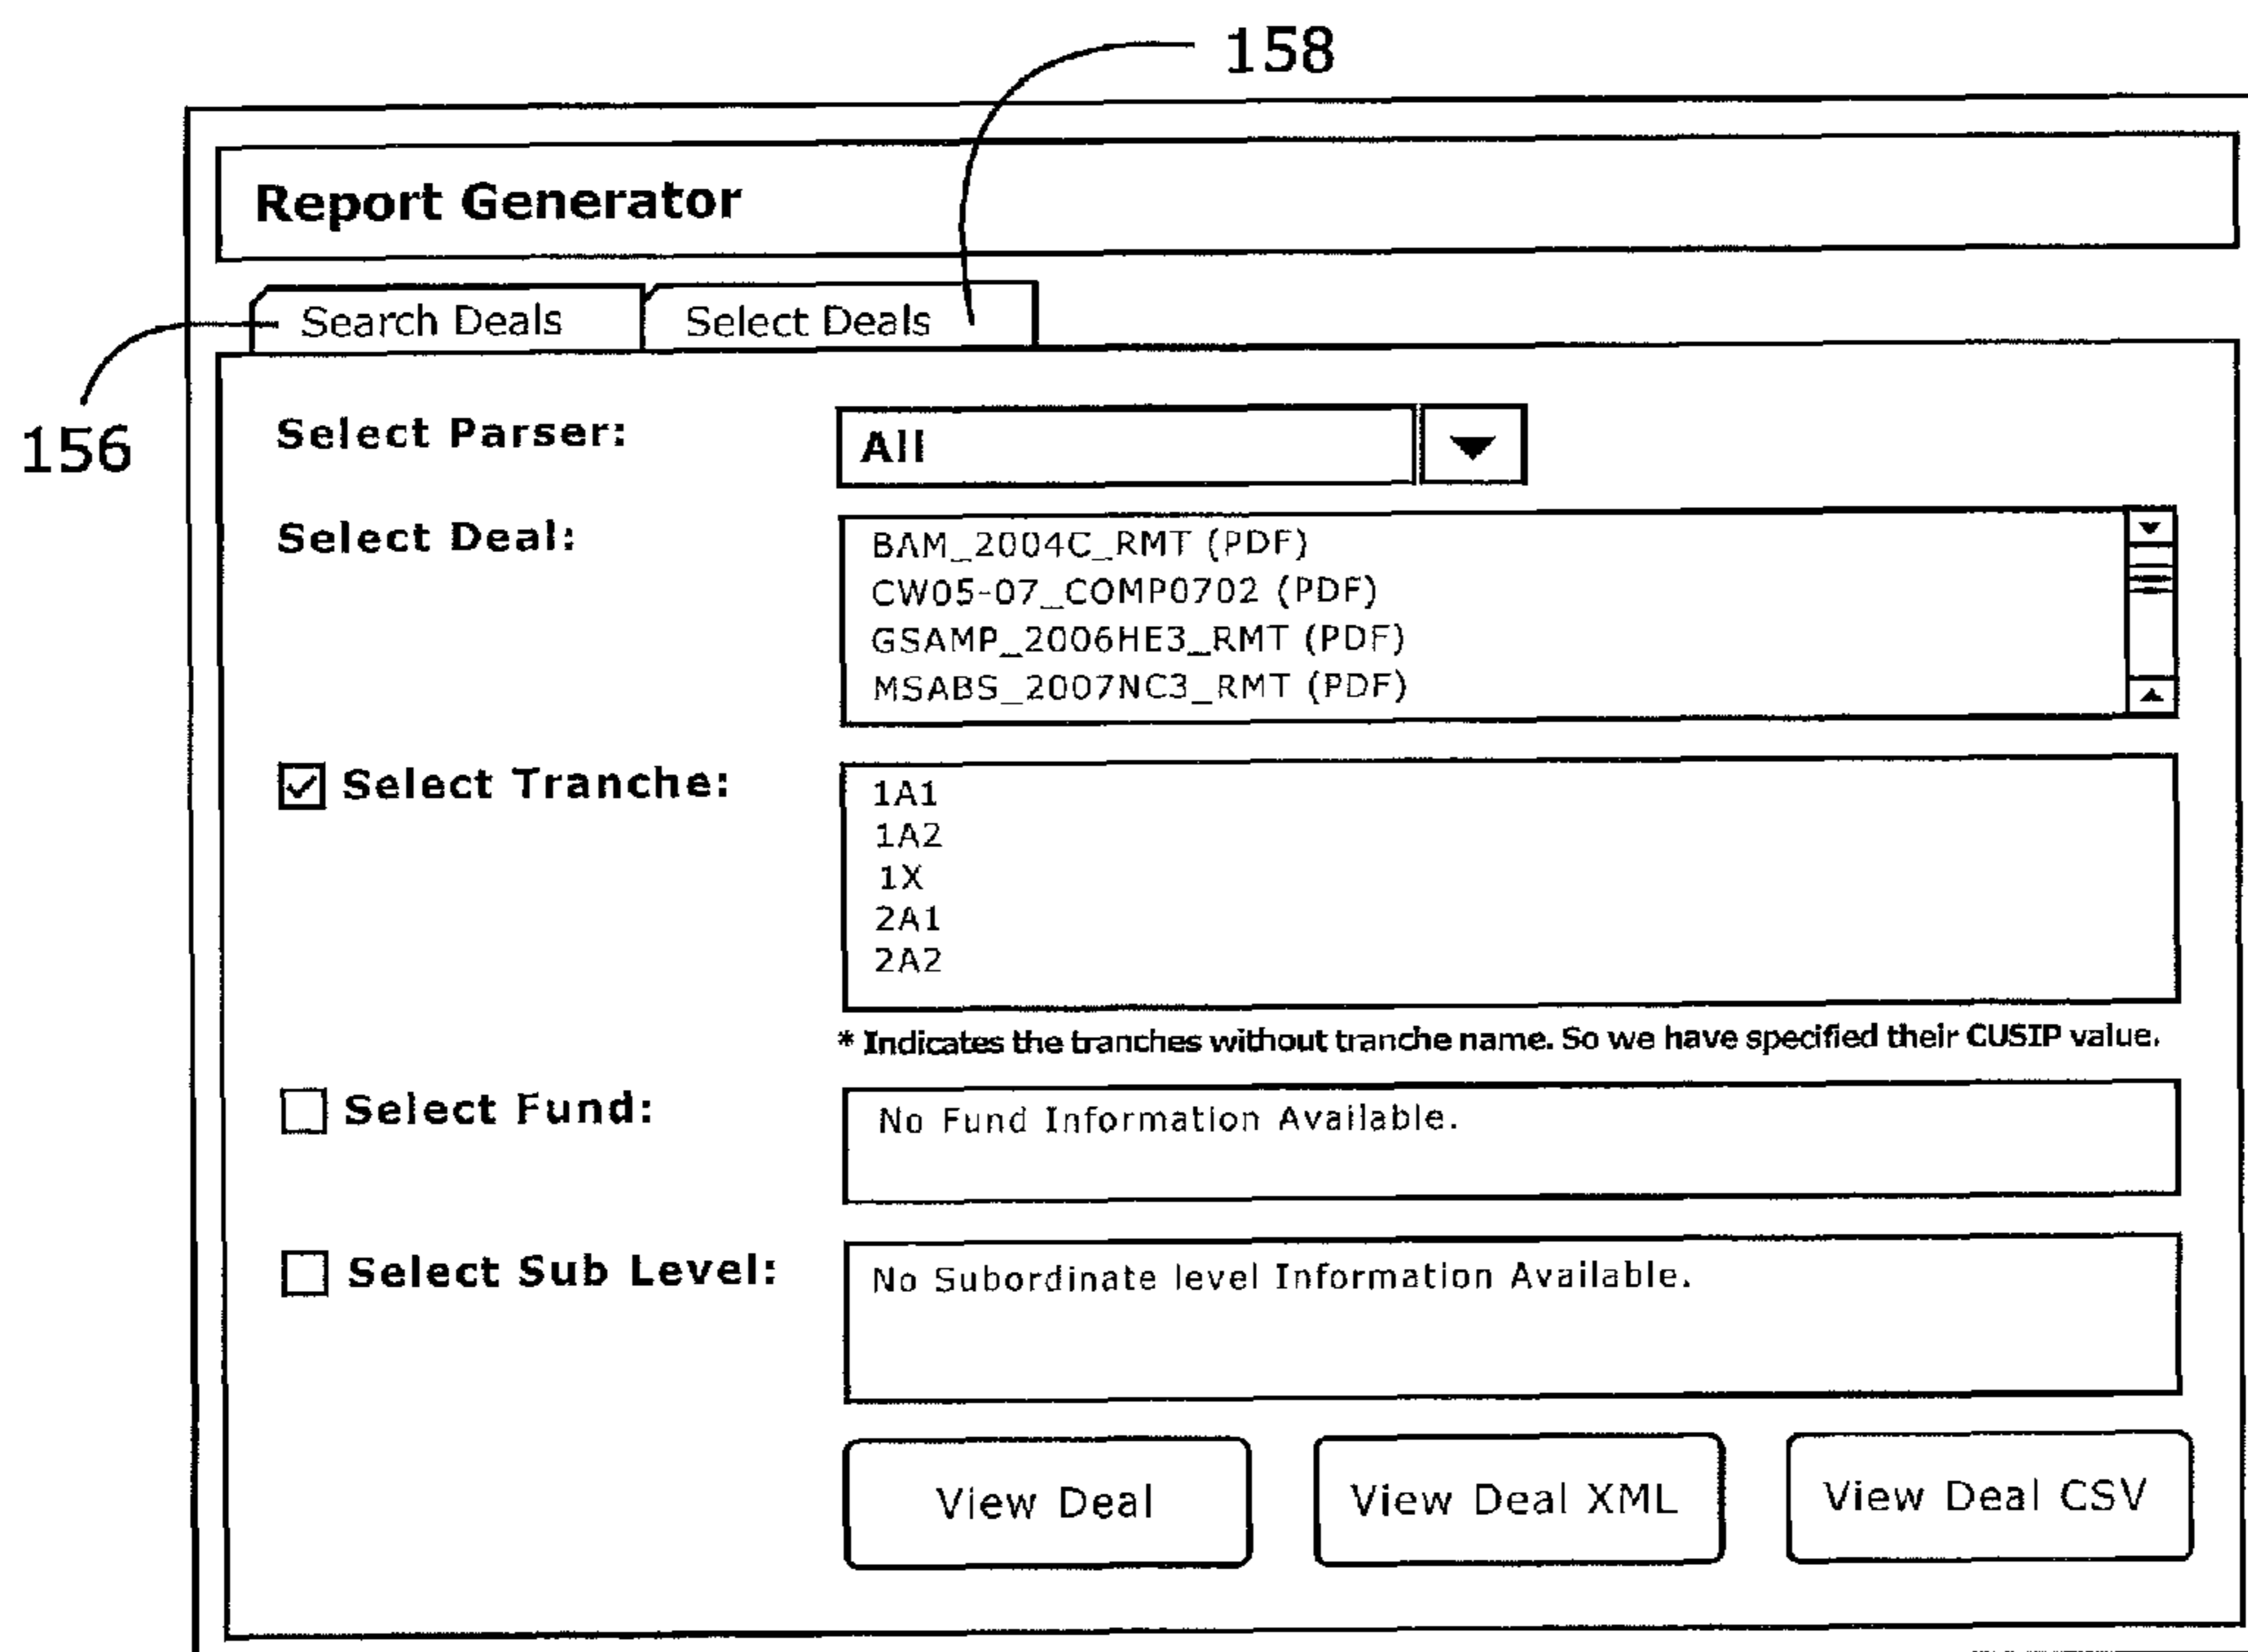 158
Report Generator
Search Deals Select Deals
156
Select Parser: All
Select Deal: BAM_2004C_RMT (PDF)
CW05-07_COMP0702 (PDF)
GSAMP_2006HE3_RMT (PDF)
MSABS_2007NC3_RMT (PDF)
Select Tranche: 1A1
1A2
1X
2A1
2A2
* Indicates the tranches without tranche name. So we have specified their CUSIP value.
Select Fund: No Fund Information Available.
Select Sub Level: No Subordinate level Information Available.
View Deal View Deal XML View Deal CSV